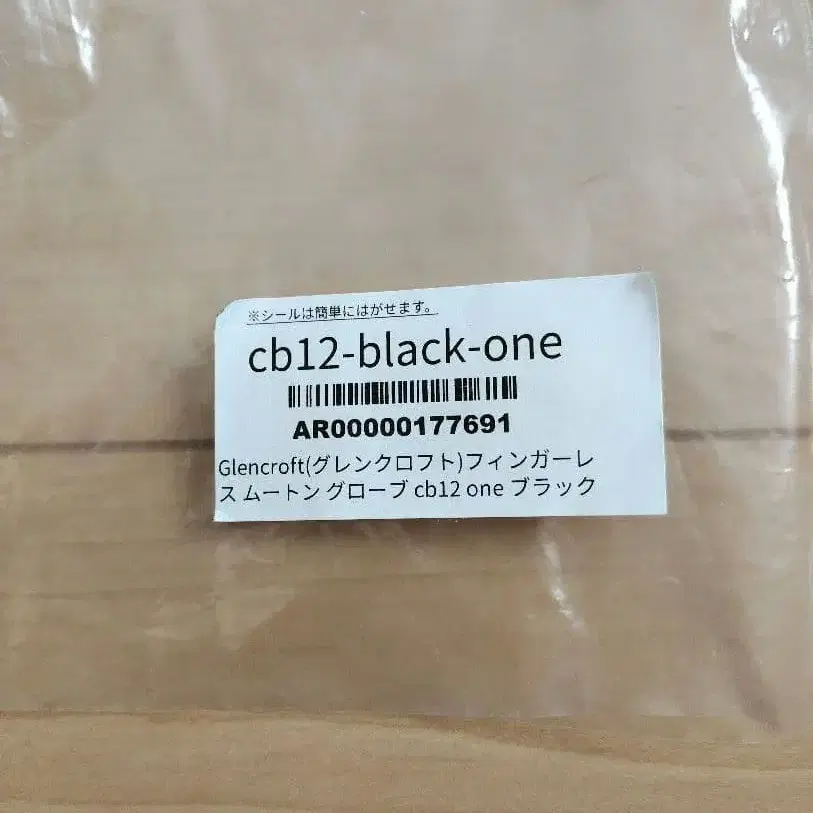 ※シールは簡単にはがせます。
cb12-black-one
AR00000177691
Glencroft(グレンクロフト)フィンガーレ
ス ムートン グローブ cb12 one ブラック